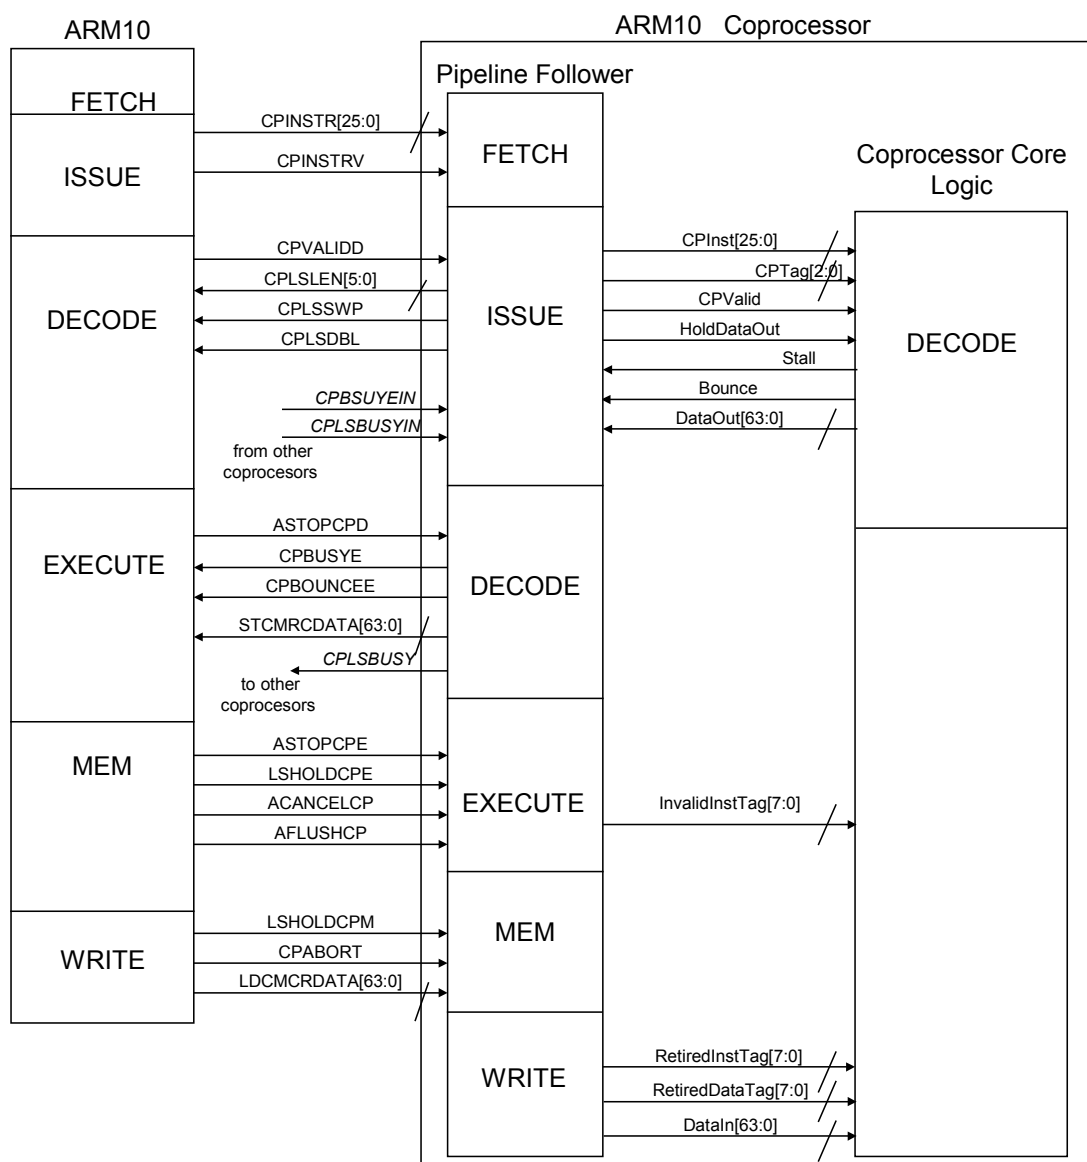 ARM10
ARM10 Coprocessor
Pipeline Follower
FETCH
CPINSTR[25:0]
FETCH
CPINSTRV
ISSUE
Coprocessor Core
Logic
CPVALIDD
CPInst[25:0]
CPLSLEN[5:0]
CPTag[2:0]
CPLSSWP
CPValid
DECODE
ISSUE
HoldDataOut
DECODE
CPLSDBL
Stall
CPBSUYEIN
Bounce
CPLSBUSYIN
DataOut[63:0]
from other
coprocesors
ASTOPCPD
CPBUSYE
EXECUTE
CPBOUNCEE
DECODE
STCMRCDATA[63:0]
CPLSBUSY
to other
coprocesors
ASTOPCPE
MEM
LSHOLDCPE
ACANCELCP
EXECUTE
InvalidInstTag[7:0]
AFLUSHCP
LSHOLDCPM
MEM
CPABORT
WRITE
LDCMCRDATA[63:0]
RetiredInstTag[7:0]
WRITE
RetiredDataTag[7:0]
DataIn[63:0]